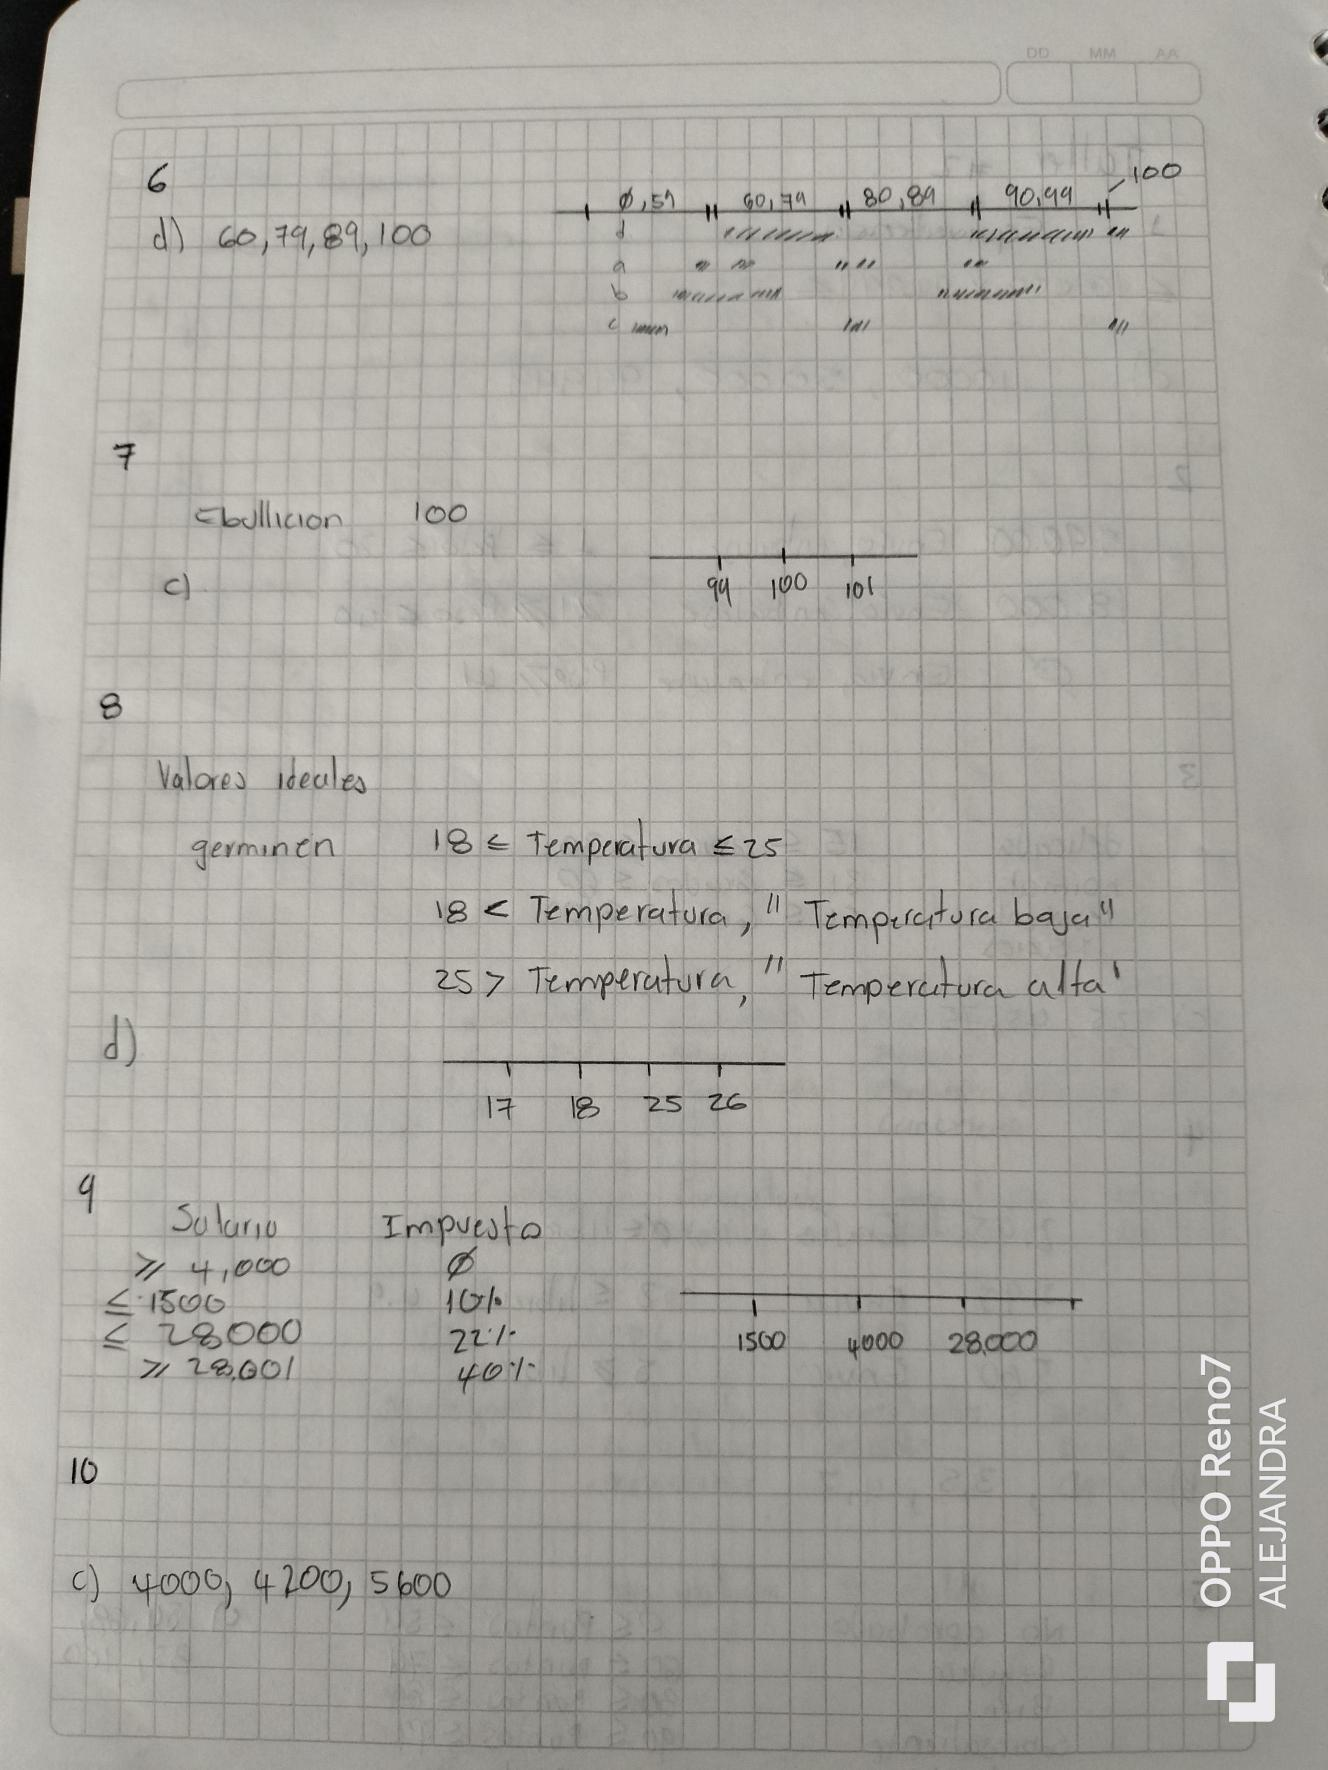 DD MM AA
6
Ø,59 60,79 80,89 90,99 100
d) 60,79,89,100
d
a
b
c
7
Ebullicion 100
99 100 101
c)
8
Valores ideales
germinen 18 ≤ Temperatura ≤ 25
18 < Temperatura, " Temperatura baja"
25 > Temperatura, " Temperatura alta'
d)
17 18 25 26
9
Salario Impuesto
≥ 4,000 Ø
≤ 1500 10%
≤ 28000 22%
≥ 28,001 40%
1500 4000 28,000
10
c) 4000, 4200, 5600
OPPO Reno7
ALEJANDRA